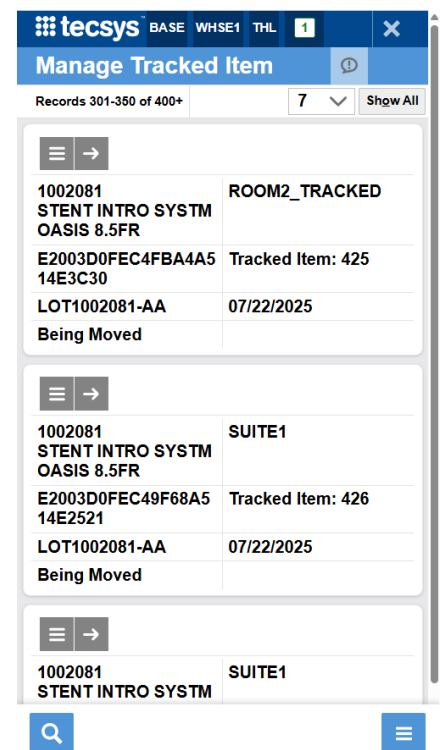 tecsys BASE WHSE1 THL 1
Manage Tracked Item
Records 301-350 of 400+ 7 Show All
1002081 ROOM2_TRACKED
STENT INTRO SYSTM
OASIS 8.5FR
E2003D0FEC4FBA4A5 Tracked Item: 425
14E3C30
LOT1002081-AA 07/22/2025
Being Moved
1002081 SUITE1
STENT INTRO SYSTM
OASIS 8.5FR
E2003D0FEC49F68A5 Tracked Item: 426
14E2521
LOT1002081-AA 07/22/2025
Being Moved
1002081 SUITE1
STENT INTRO SYSTM